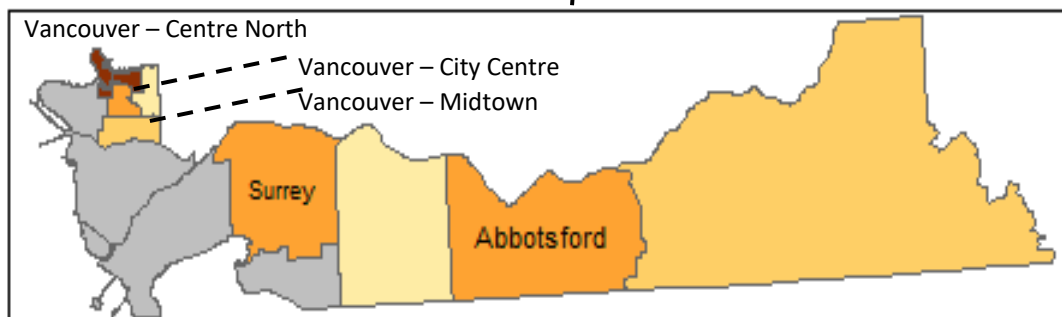 Vancouver – Centre North
Vancouver – City Centre
Vancouver – Midtown
Surrey
Abbotsford